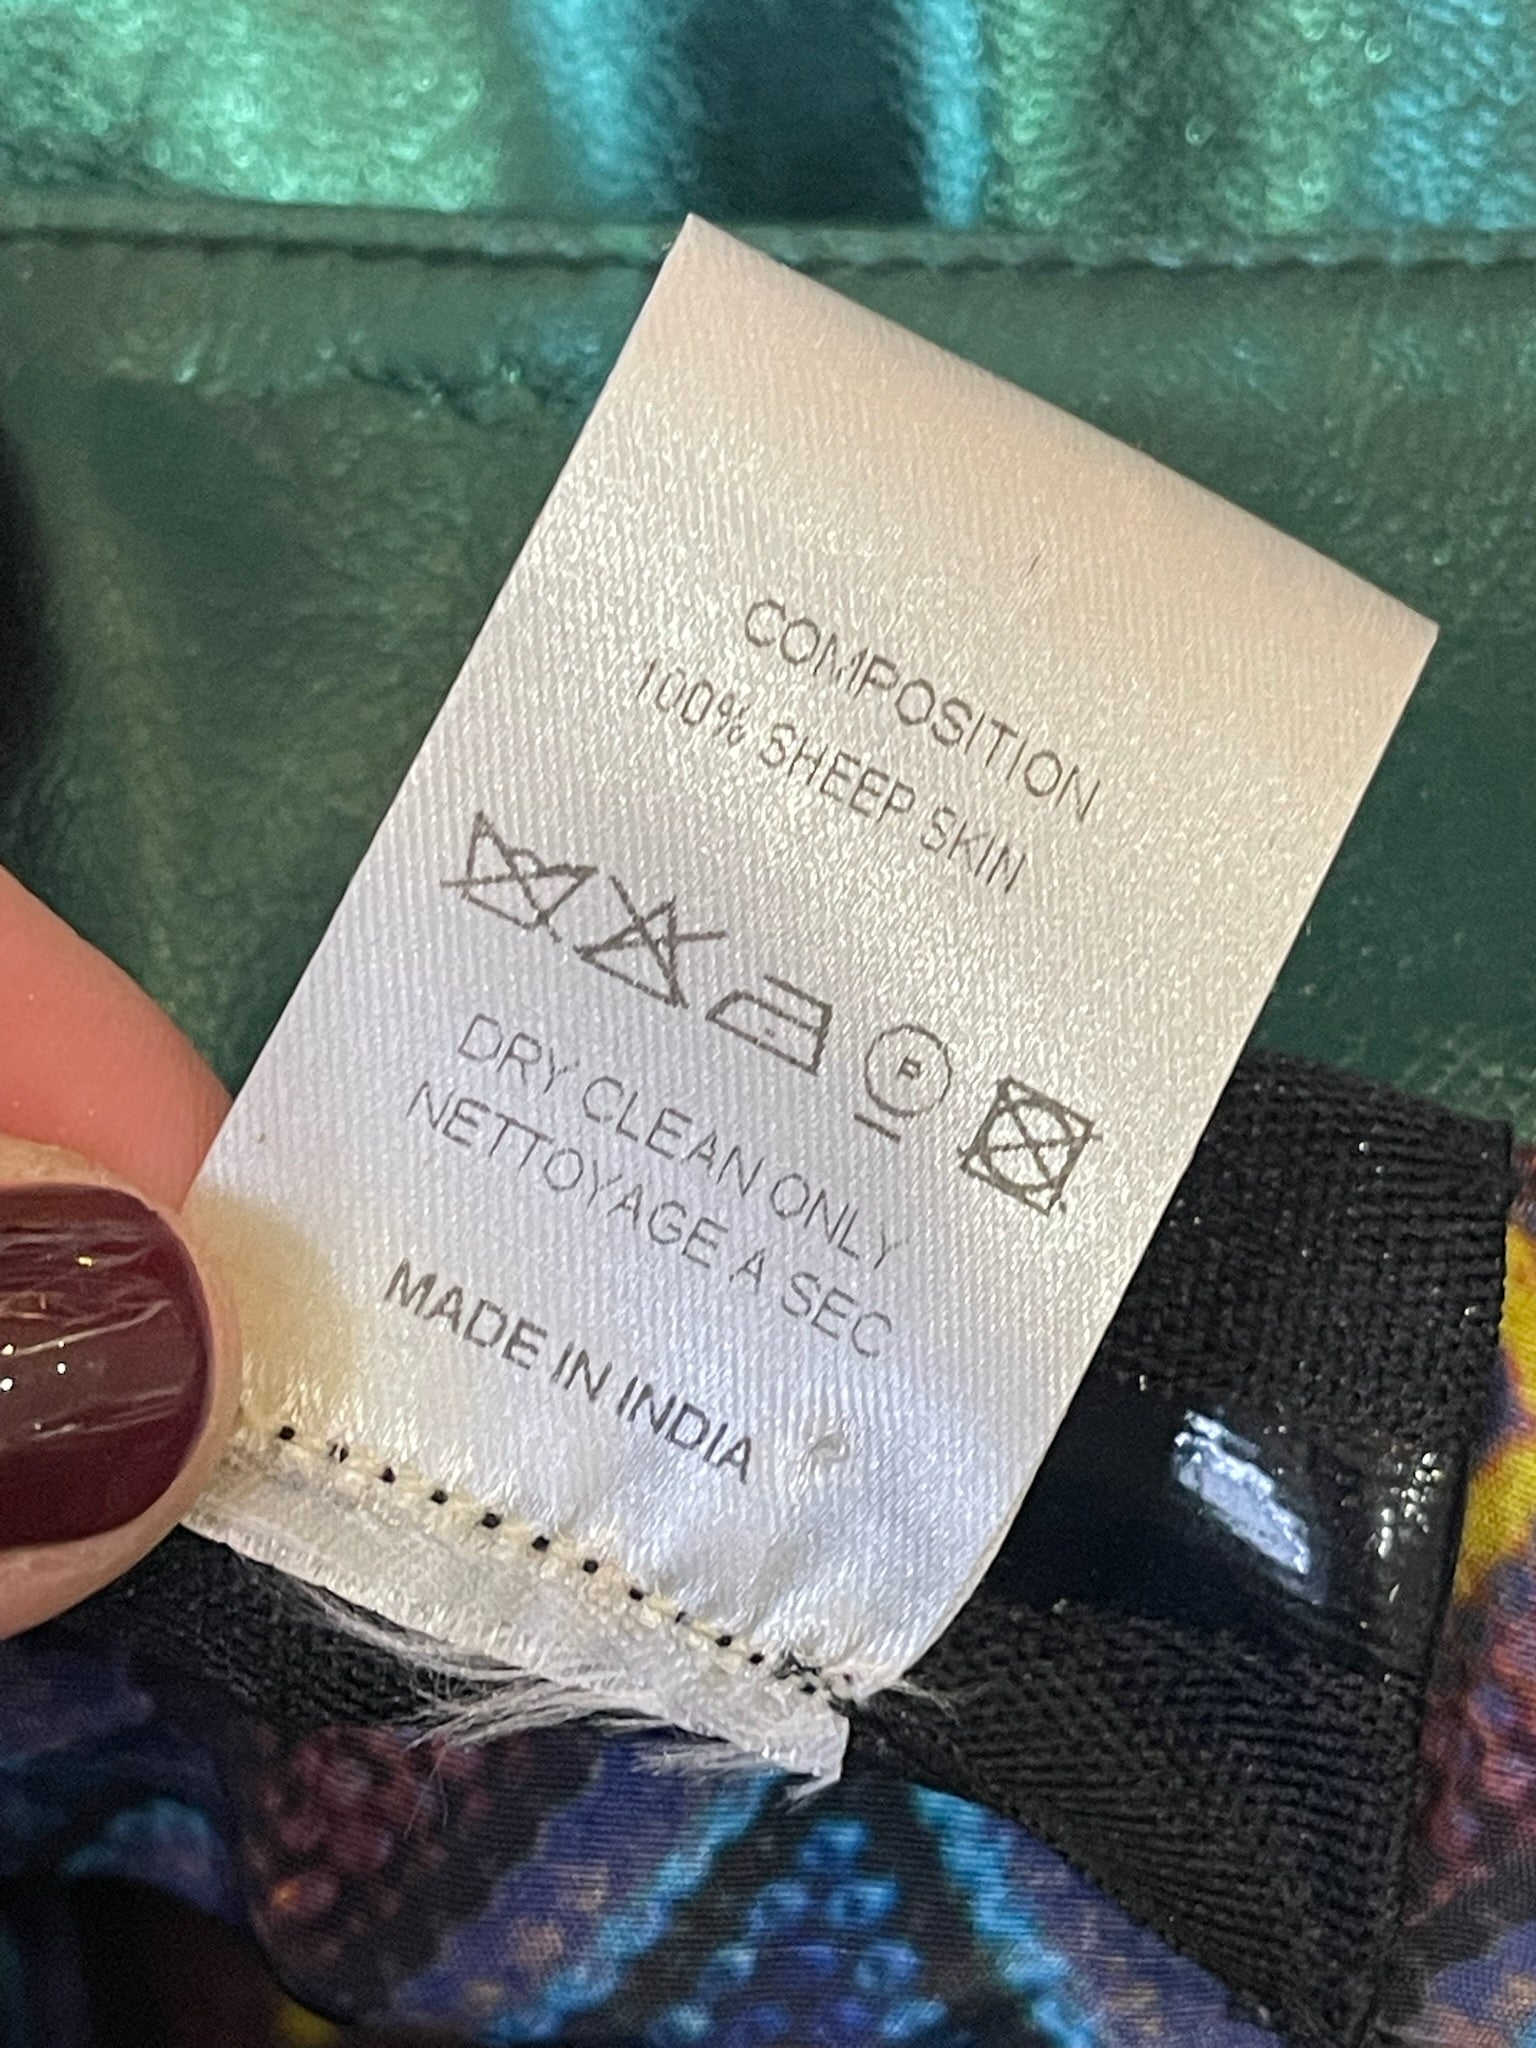 COMPOSITION
100% SHEEP SKIN
P
DRY CLEAN ONLY
NETTOYAGE A SEC
MADE IN INDIA